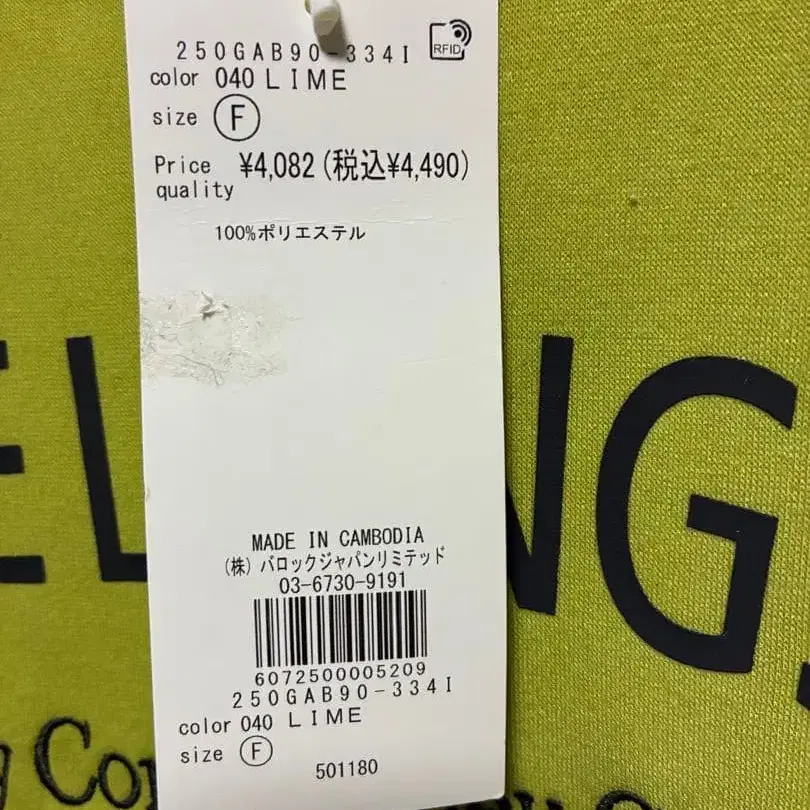 250GAB90-334I
RFID
color 040 LIME
size F
Price ¥4,082(税込¥4,490)
quality
100%ポリエステル
MADE IN CAMBODIA
(株)バロックジャパンリミテッド
03-6730-9191
6072500005209
250GAB90-334I
color 040 LIME
size F
501180
EL NG